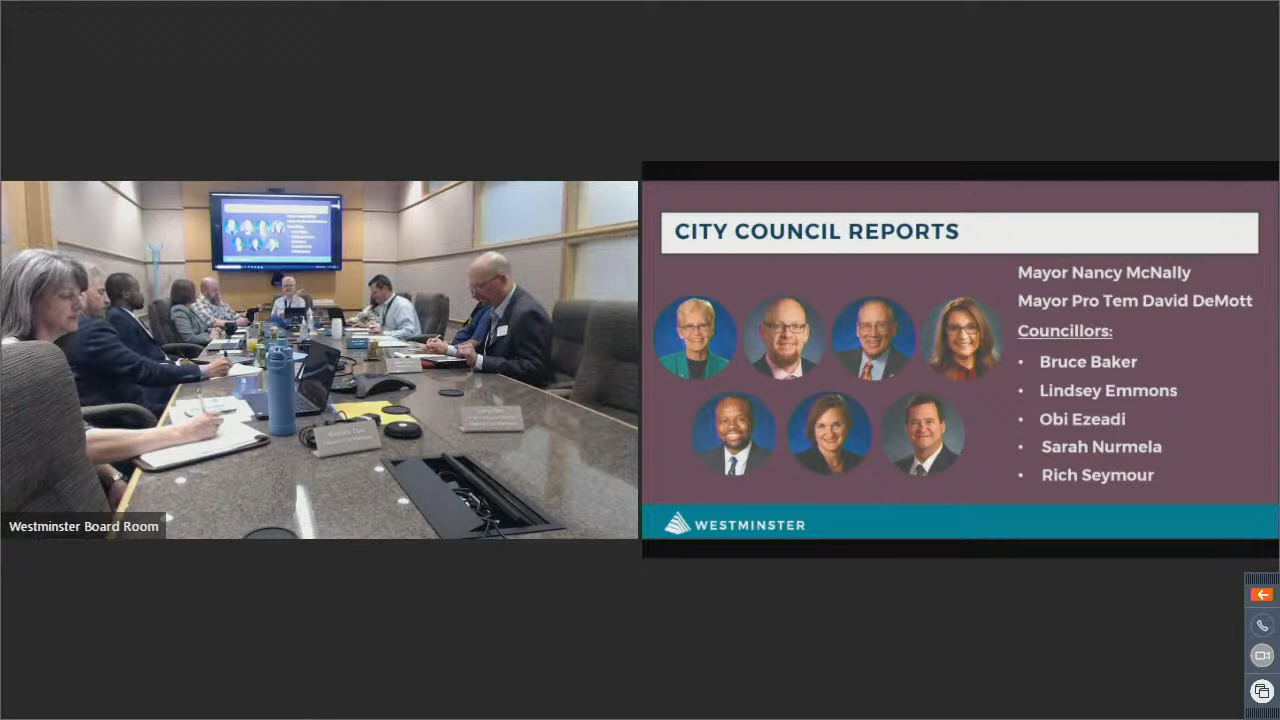 CITY COUNCIL REPORTS
Mayor Nancy McNally
Mayor Pro Tem David DeMott
Councillors:
• Bruce Baker
• Lindsey Emmons
• Obi Ezeadi
• Sarah Nurmela
• Rich Seymour
WESTMINSTER
Westminster Board Room